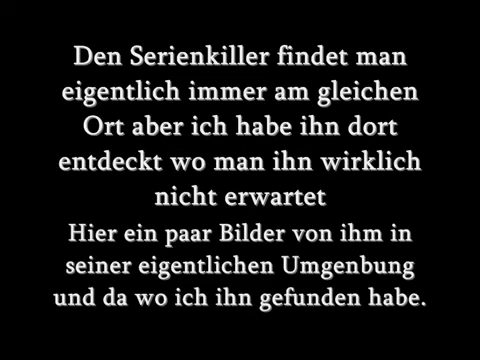 Den Serienkiller findet man
eigentlich immer am gleichen
Ort aber ich habe ihn dort
entdeckt wo man ihn wirklich
nicht erwartet
Hier ein paar Bilder von ihm in
seiner eigentlichen Umgenbung
und da wo ich ihn gefunden habe.